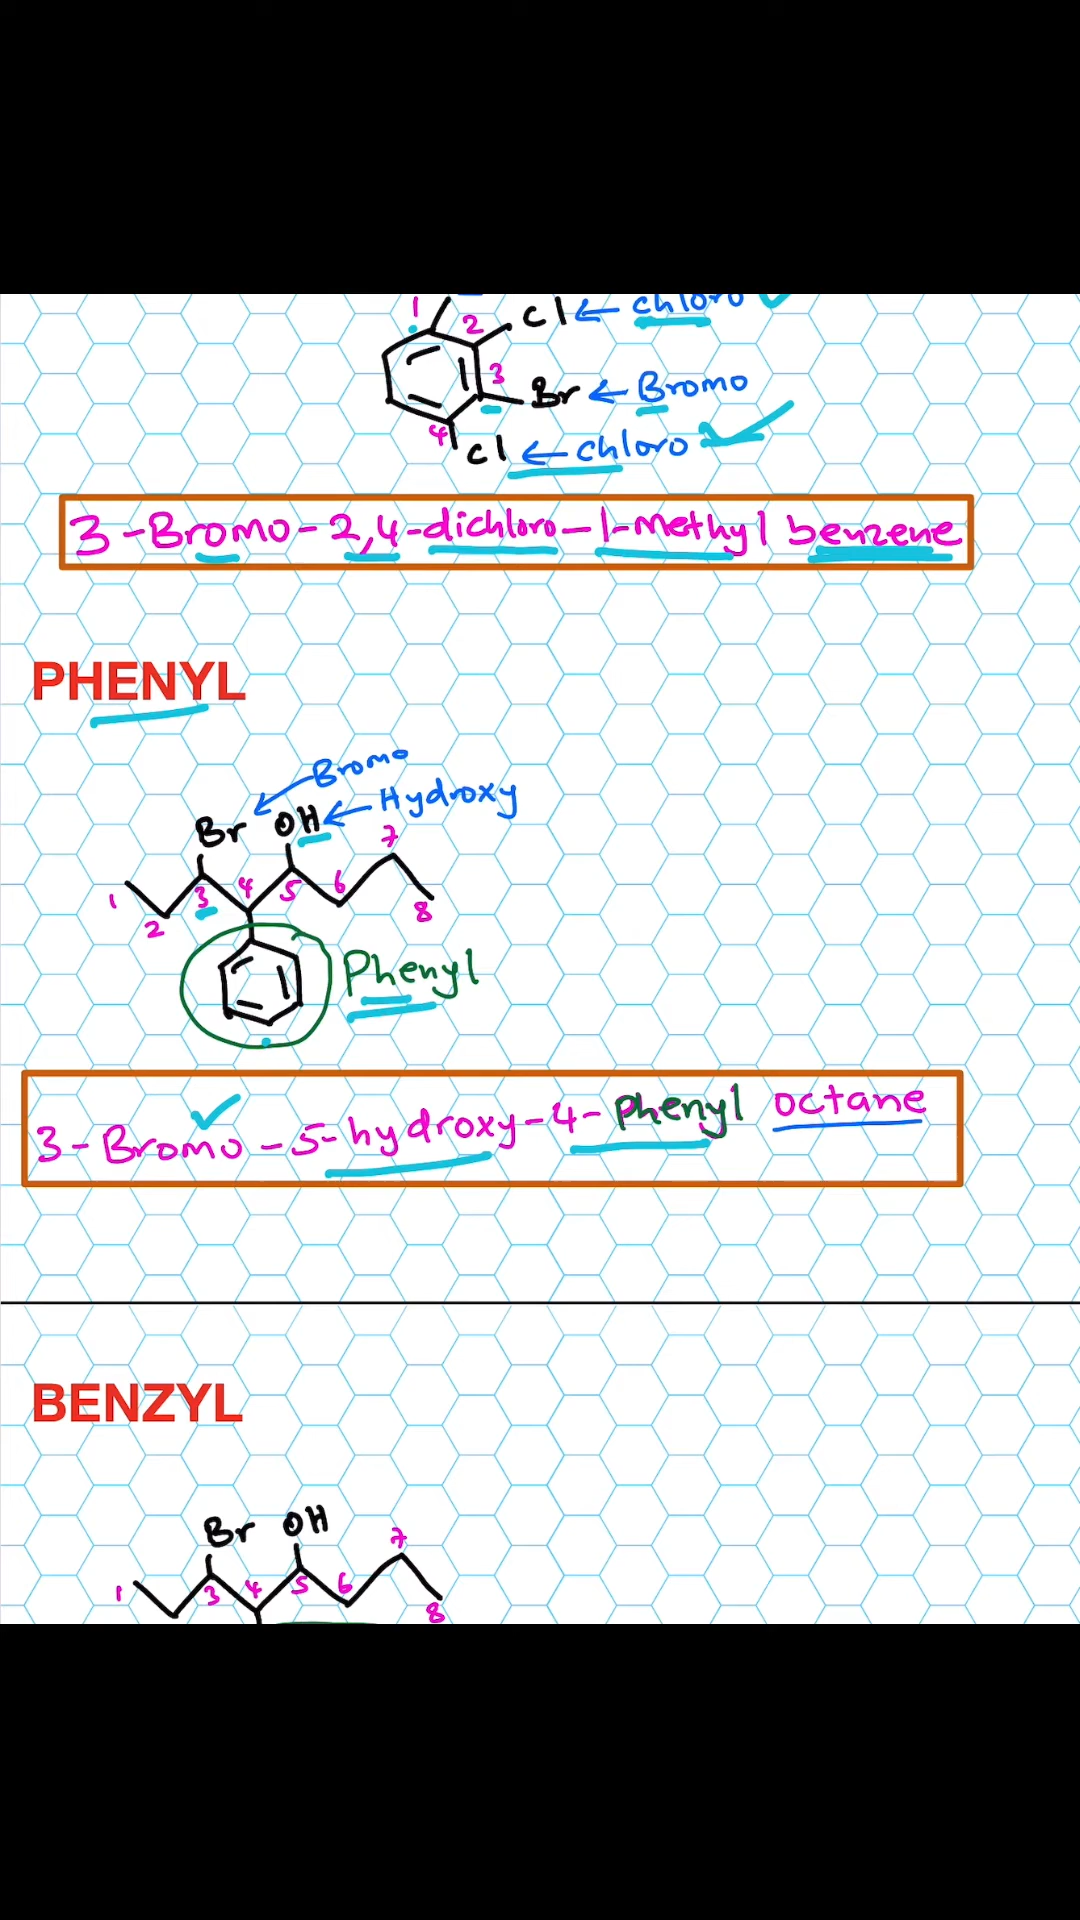 1
2
Cl ← chloro
3
Br ← Bromo
4
Cl ← chloro
3-Bromo-2,4-dichloro-1-Methyl benzene
PHENYL
Bromo
Br OH ← Hydroxy
7
1 2 3 4 5 6 8
Phenyl
3-Bromo-5-hydroxy-4-Phenyl octane
BENZYL
Br OH
7
1 3 4 5 6 8